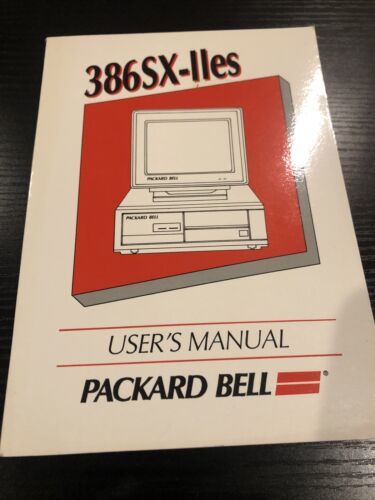 386SX-IIes
PACKARD BELL
PACKARD BELL
USER'S MANUAL
PACKARD BELL ®